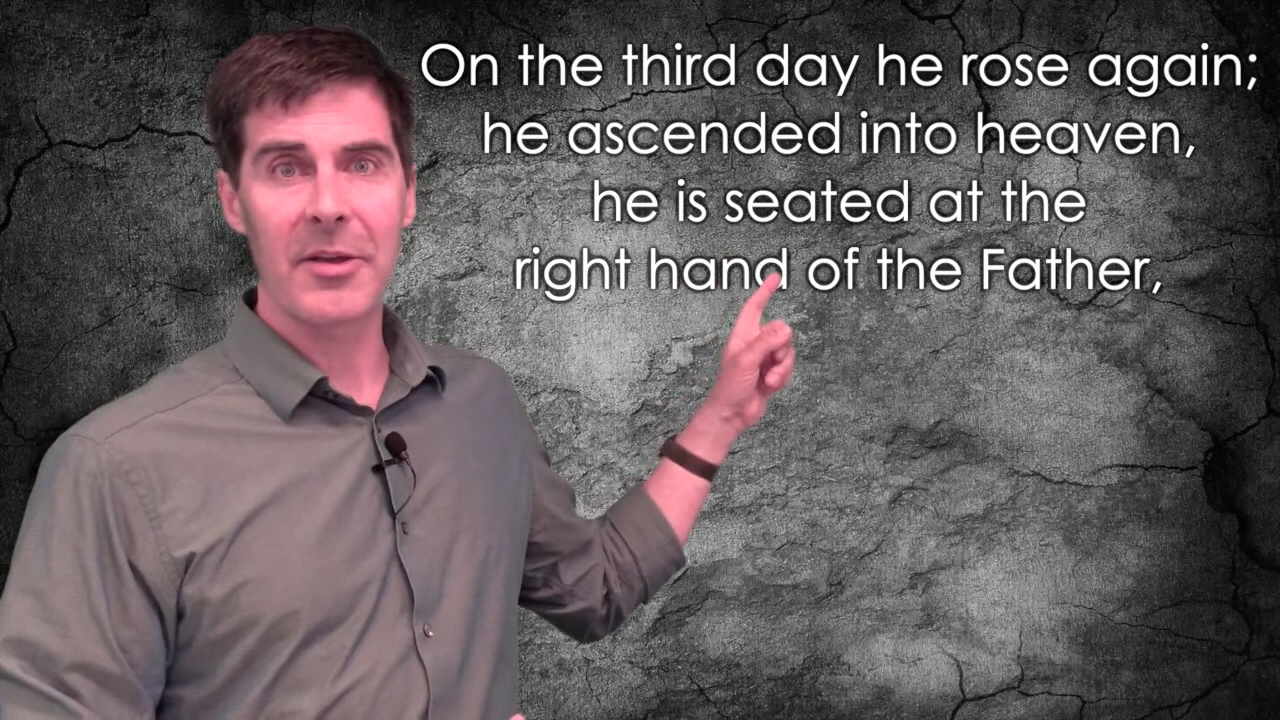 On the third day he rose again;
he ascended into heaven,
he is seated at the
right hand of the Father,